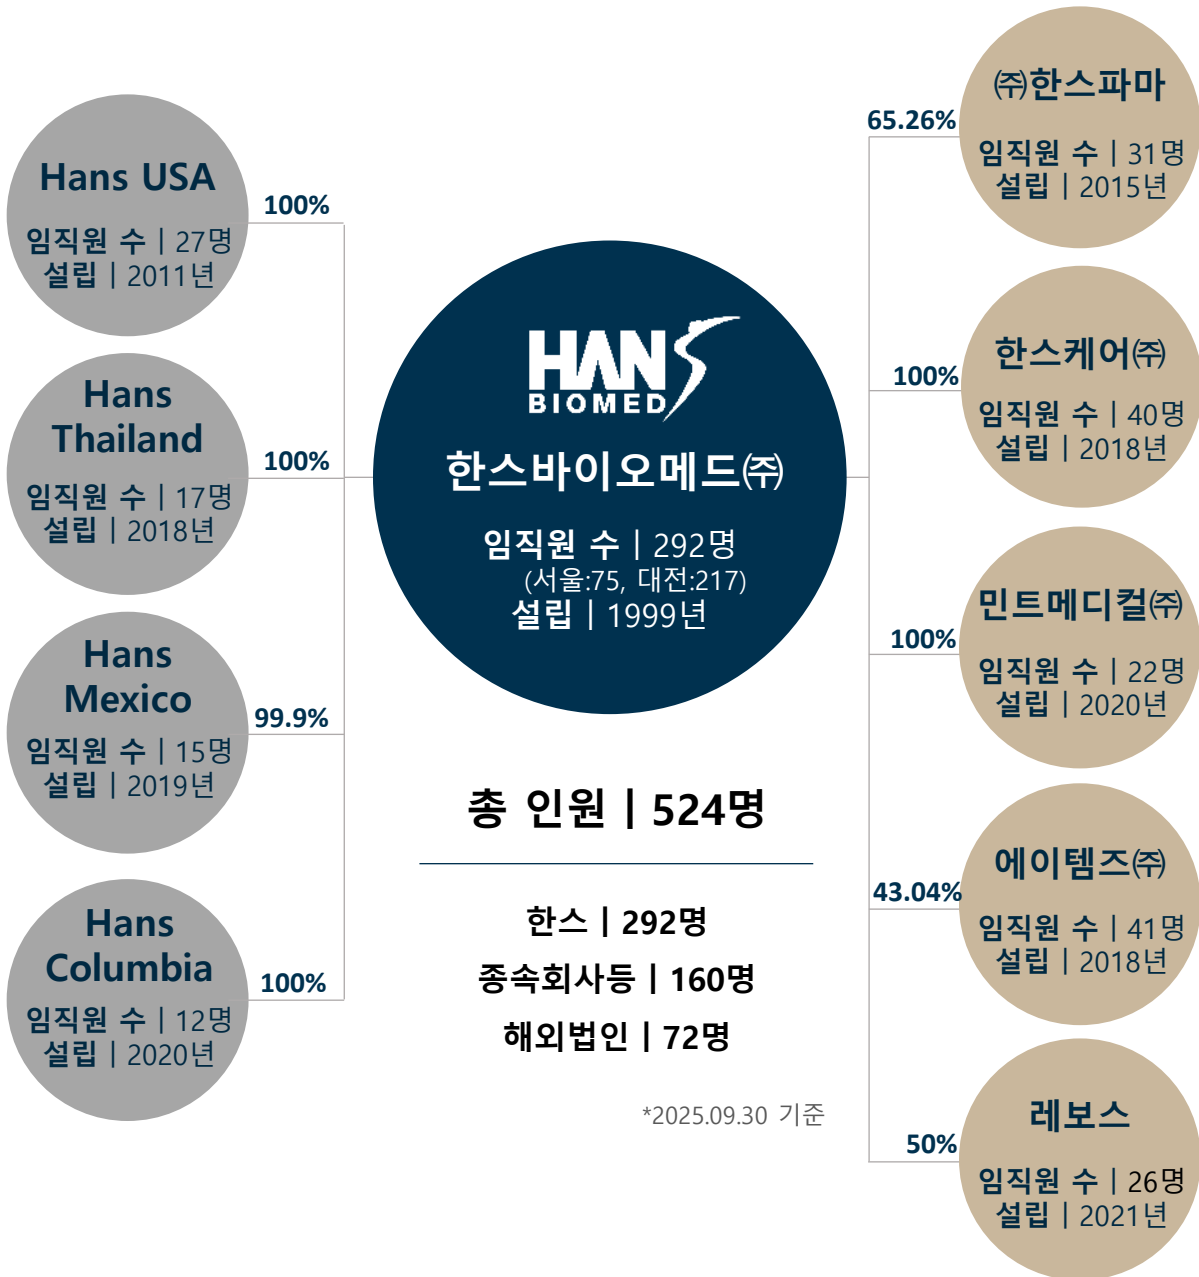 Hans USA
임직원 수 | 27명
설립 | 2011년
100%
Hans
Thailand
임직원 수 | 17명
설립 | 2018년
100%
Hans
Mexico
임직원 수 | 15명
설립 | 2019년
99.9%
Hans
Columbia
임직원 수 | 12명
설립 | 2020년
100%
HANS
BIOMED
한스바이오메드㈜
임직원 수 | 292명
(서울:75, 대전:217)
설립 | 1999년
총 인원 | 524명
한스 | 292명
종속회사등 | 160명
해외법인 | 72명
*2025.09.30 기준
65.26%
㈜한스파마
임직원 수 | 31명
설립 | 2015년
100%
한스케어㈜
임직원 수 | 40명
설립 | 2018년
100%
민트메디컬㈜
임직원 수 | 22명
설립 | 2020년
43.04%
에이템즈㈜
임직원 수 | 41명
설립 | 2018년
50%
레보스
임직원 수 | 26명
설립 | 2021년